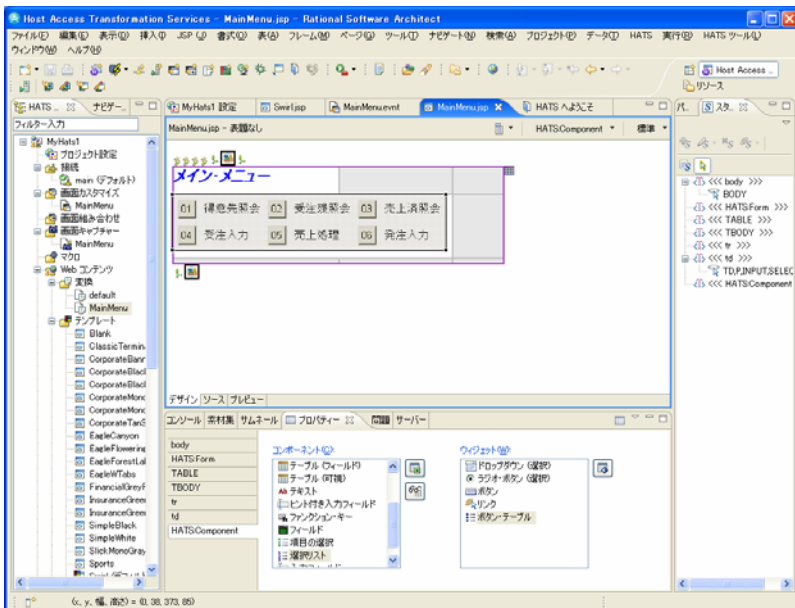 Host Access Transformation Services - MainMenu.jsp - Rational Software Architect
ファイル(F) 編集(E) 表示(D) 挿入(I) JSP(J) 書式(O) 表(A) フレーム(M) ページ(G) ツール(T) ナビゲート(N) 検索(A) プロジェクト(P) データ(D) HATS 実行(R) HATS ツール(L)
ウィンドウ(W) ヘルプ(H)
Host Access ..
リソース
HATS .. ナビゲー..
フィルター入力
MyHats1
プロジェクト設定
接続
main (デフォルト)
画面カスタマイズ
MainMenu
画面組み合わせ
画面キャプチャー
MainMenu
マクロ
Web コンテンツ
変換
default
MainMenu
テンプレート
Blank
ClassicTermin
CorporateBanr
CorporateBlacl
CorporateBlacl
CorporateMonc
CorporateMonc
CorporateTanS
EagleCanyon
EagleFlowering
EagleForestLal
EagleWTabs
FinancialGreyF
InsuranceGreen
InsuranceGreen
SimpleBlack
SimpleWhite
SlickMonoGray
Sports
MyHats1 設定 Swirl.jsp MainMenu.evnt MainMenu.jsp HATS へようこそ
MainMenu.jsp - 表題なし HATS:Component 標準
メイン・メニュー
01 得意先照会 02 受注残照会 03 売上済照会
04 受注入力 05 売上処理 06 発注入力
デザイン ソース プレビュー
コンソール 素材集 サムネール プロパティー サーバー
body
HATS:Form
TABLE
TBODY
tr
td
HATS:Component
コンポーネント(C):
テーブル (フィールド)
テーブル (可視)
テキスト
ヒント付き入力フィールド
ファンクション・キー
フィールド
項目の選択
選択リスト
ウィジェット(W):
ドロップダウン (選択)
ラジオ・ボタン (選択)
ボタン
リンク
ボタン・テーブル
パ.. スタ..
<<< body >>>
BODY
<<< HATS:Form >>>
<<< TABLE >>>
<<< TBODY >>>
<<< tr >>>
<<< td >>>
TD,P,INPUT,SELEC
<<< HATS:Component
(x, y, 幅, 高さ) = (0, 38, 373, 85)